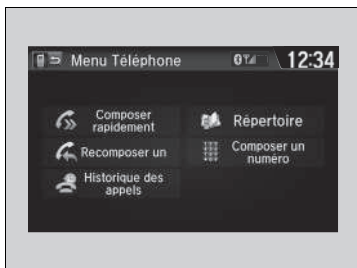 Menu Téléphone
12:34
Composer
rapidement
Répertoire
Recomposer un
Composer un
numéro
Historique des
appels